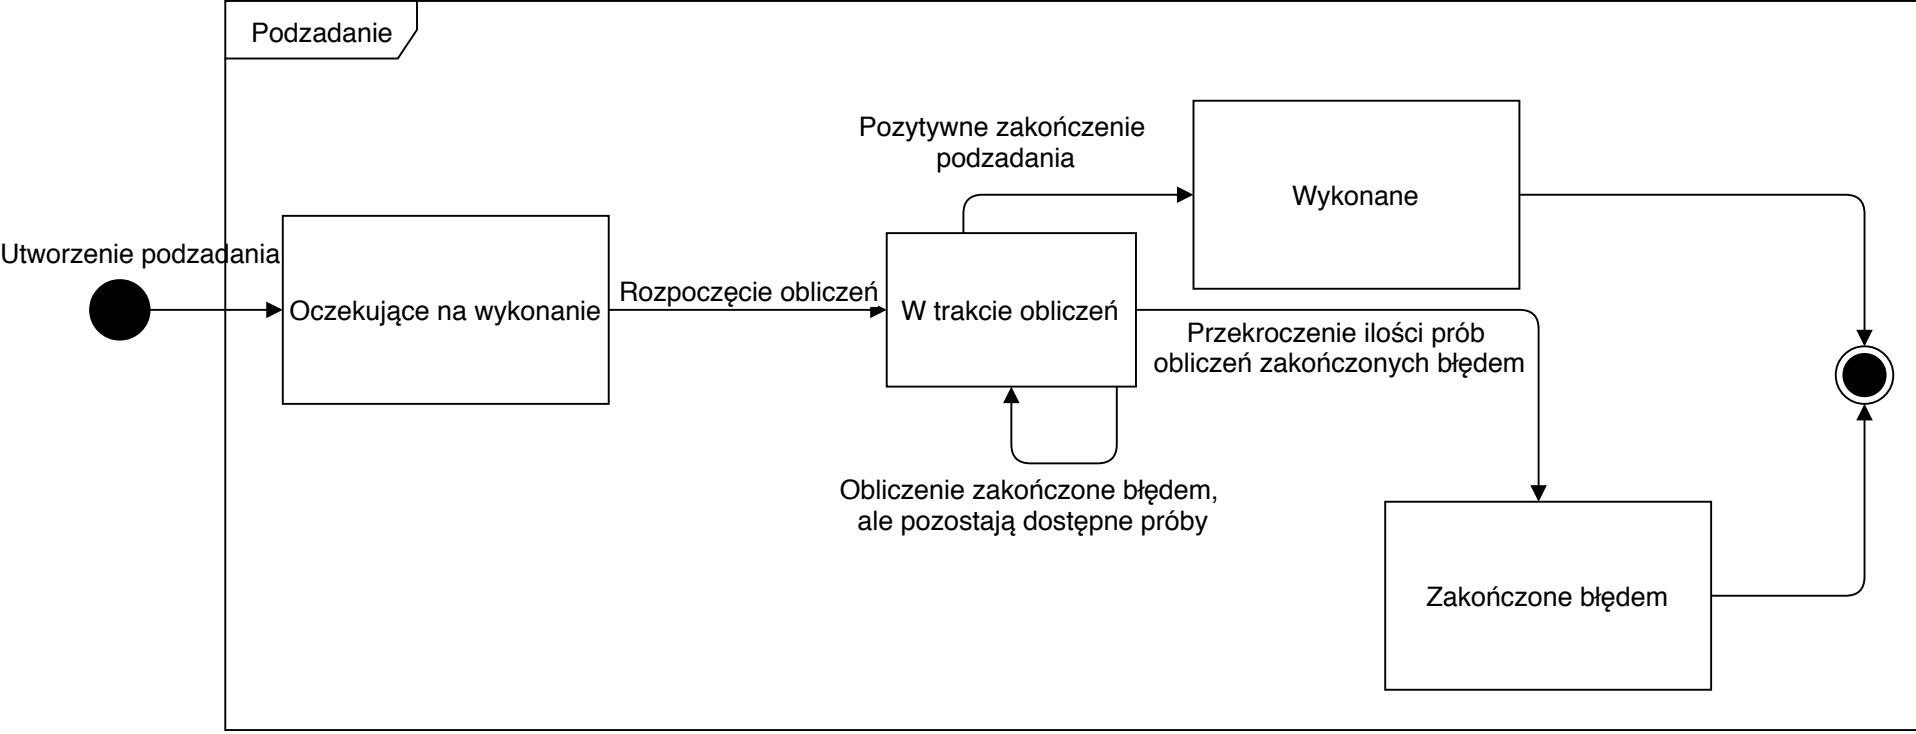 Podzadanie
Pozytywne zakończenie
podzadania
Wykonane
Utworzenie podzadania
Oczekujące na wykonanie
Rozpoczęcie obliczeń
W trakcie obliczeń
Przekroczenie ilości prób
obliczeń zakończonych błędem
Obliczenie zakończone błędem,
ale pozostają dostępne próby
Zakończone błędem